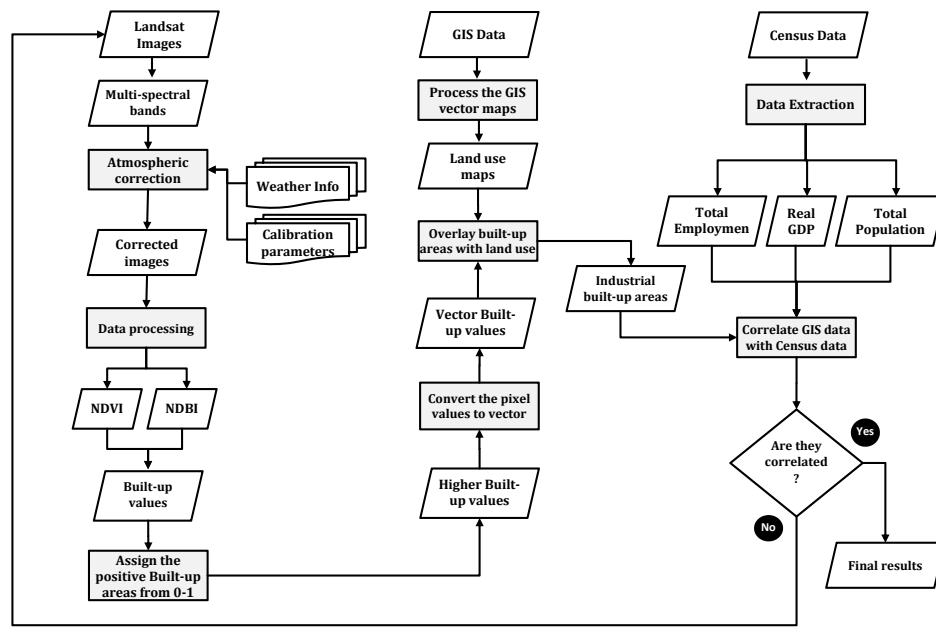 Landsat
Images
Multi-spectral
bands
Atmospheric
correction
Weather Info
Calibration
parameters
Corrected
images
Data processing
NDVI
NDBI
Built-up
values
Assign the
positive Built-up
areas from 0-1
GIS Data
Process the GIS
vector maps
Land use
maps
Overlay built-up
areas with land use
Industrial
built-up areas
Vector Built-
up values
Convert the pixel
values to vector
Higher Built-
up values
Census Data
Data Extraction
Total
Employmen
Real
GDP
Total
Population
Correlate GIS data
with Census data
Are they
correlated
?
Yes
No
Final results